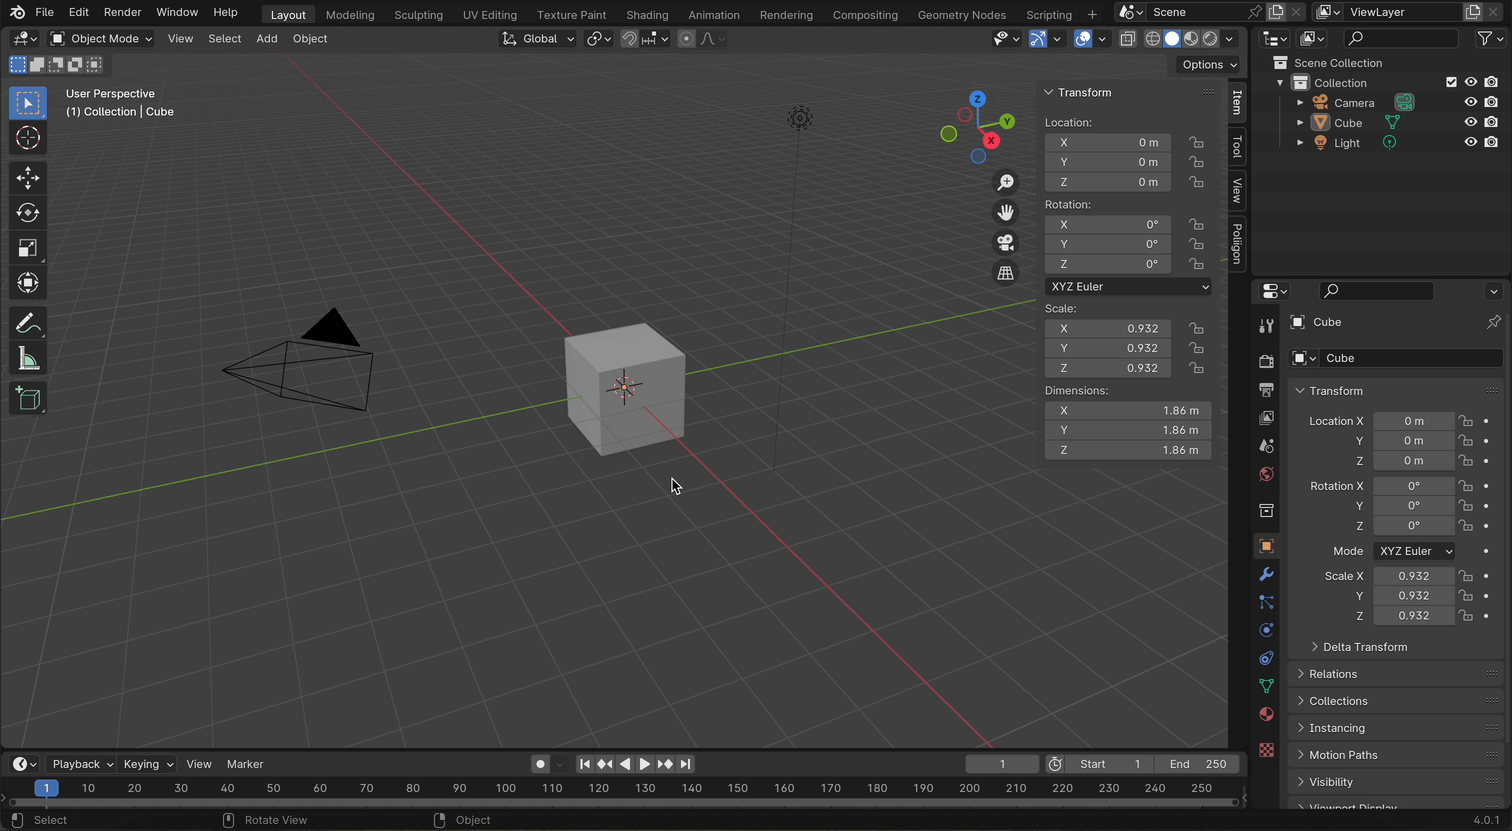 File Edit Render Window Help Layout Modeling Sculpting UV Editing Texture Paint Shading Animation Rendering Compositing Geometry Nodes Scripting + Scene ViewLayer
Object Mode View Select Add Object Global
Options
User Perspective
(1) Collection | Cube
Z
Y
X
Transform
Location:
X 0 m
Y 0 m
Z 0 m
Rotation:
X 0°
Y 0°
Z 0°
XYZ Euler
Scale:
X 0.932
Y 0.932
Z 0.932
Dimensions:
X 1.86 m
Y 1.86 m
Z 1.86 m
Item
Tool
View
Poliigon
Scene Collection
Collection
Camera
Cube
Light
Cube
Cube
Transform
Location X 0 m
Y 0 m
Z 0 m
Rotation X 0°
Y 0°
Z 0°
Mode XYZ Euler
Scale X 0.932
Y 0.932
Z 0.932
Delta Transform
Relations
Collections
Instancing
Motion Paths
Visibility
Viewport Display
Playback Keying View Marker 1 Start 1 End 250
1 10 20 30 40 50 60 70 80 90 100 110 120 130 140 150 160 170 180 190 200 210 220 230 240 250
Select Rotate View Object 4.0.1